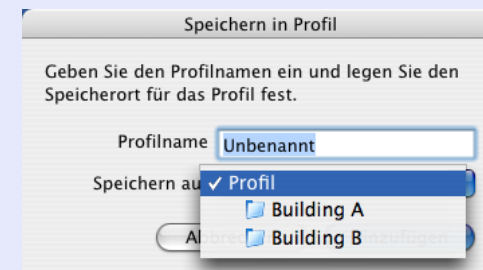 Speichern in Profil
Geben Sie den Profilnamen ein und legen Sie den
Speicherort für das Profil fest.
Profilname Unbenannt
Speichern au ✓ Profil
Building A
Building B